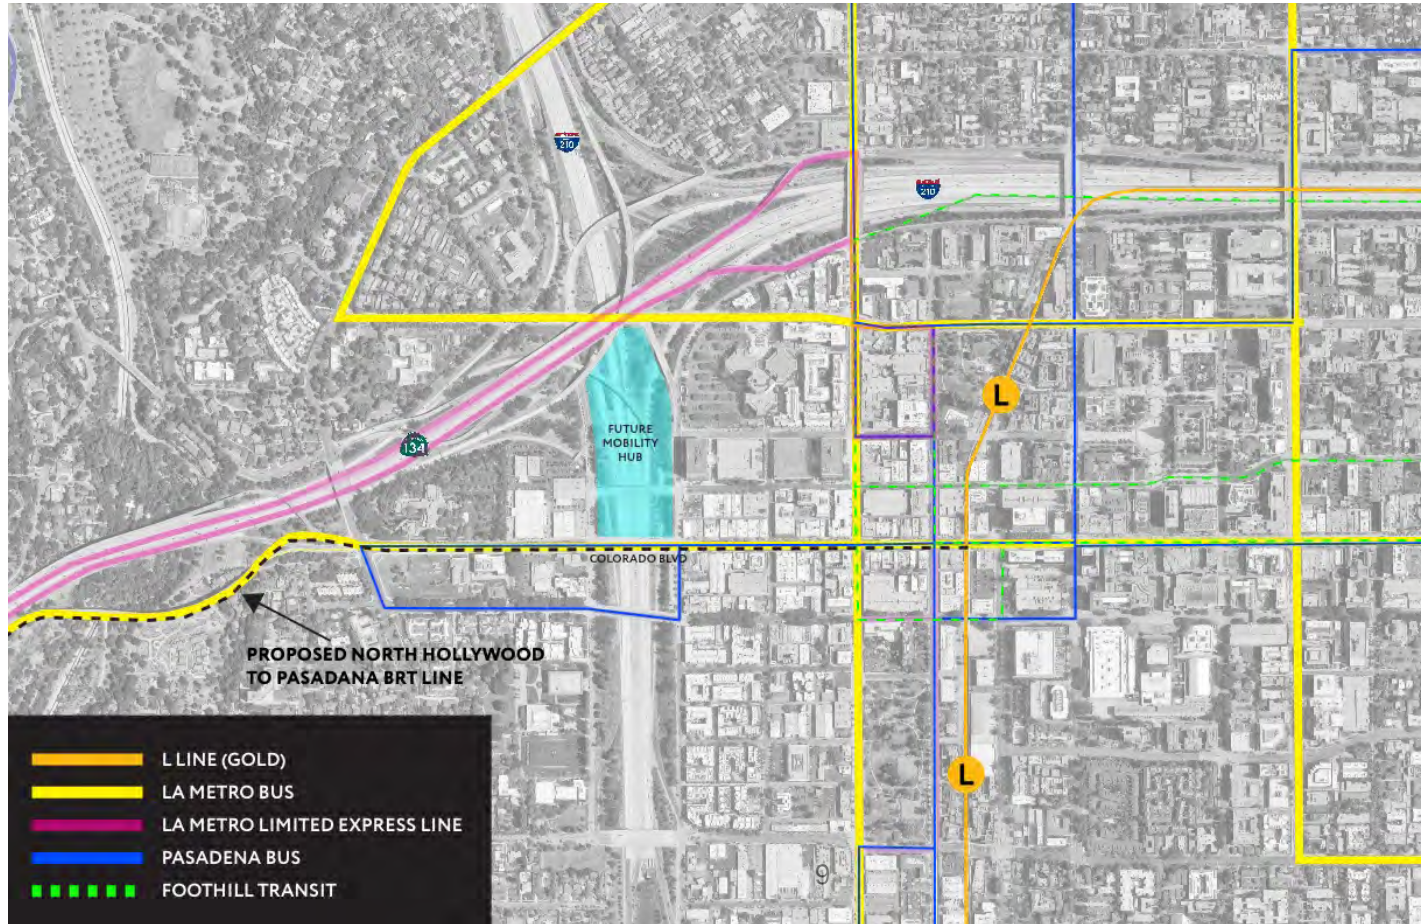 210
210
L
134
FUTURE
MOBILITY
HUB
COLORADO BLVD
PROPOSED NORTH HOLLYWOOD
TO PASADANA BRT LINE
L
L LINE (GOLD)
LA METRO BUS
LA METRO LIMITED EXPRESS LINE
PASADENA BUS
FOOTHILL TRANSIT
9